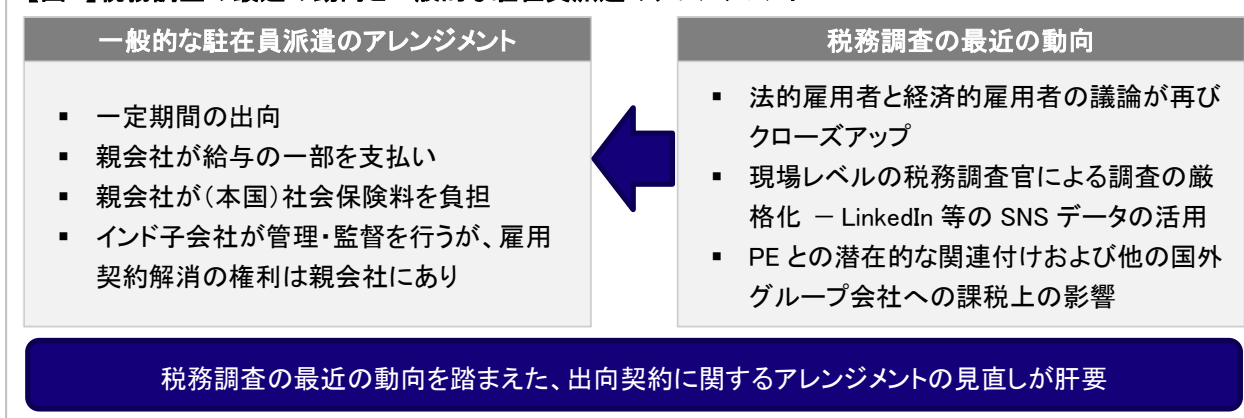 一般的な駐在員派遣のアレンジメント
▪ 一定期間の出向
▪ 親会社が給与の一部を支払い
▪ 親会社が(本国)社会保険料を負担
▪ インド子会社が管理・監督を行うが、雇用
契約解消の権利は親会社にあり
税務調査の最近の動向
▪ 法的雇用者と経済的雇用者の議論が再び
クローズアップ
▪ 現場レベルの税務調査官による調査の厳
格化 － LinkedIn 等の SNS データの活用
▪ PE との潜在的な関連付けおよび他の国外
グループ会社への課税上の影響
税務調査の最近の動向を踏まえた、出向契約に関するアレンジメントの見直しが肝要